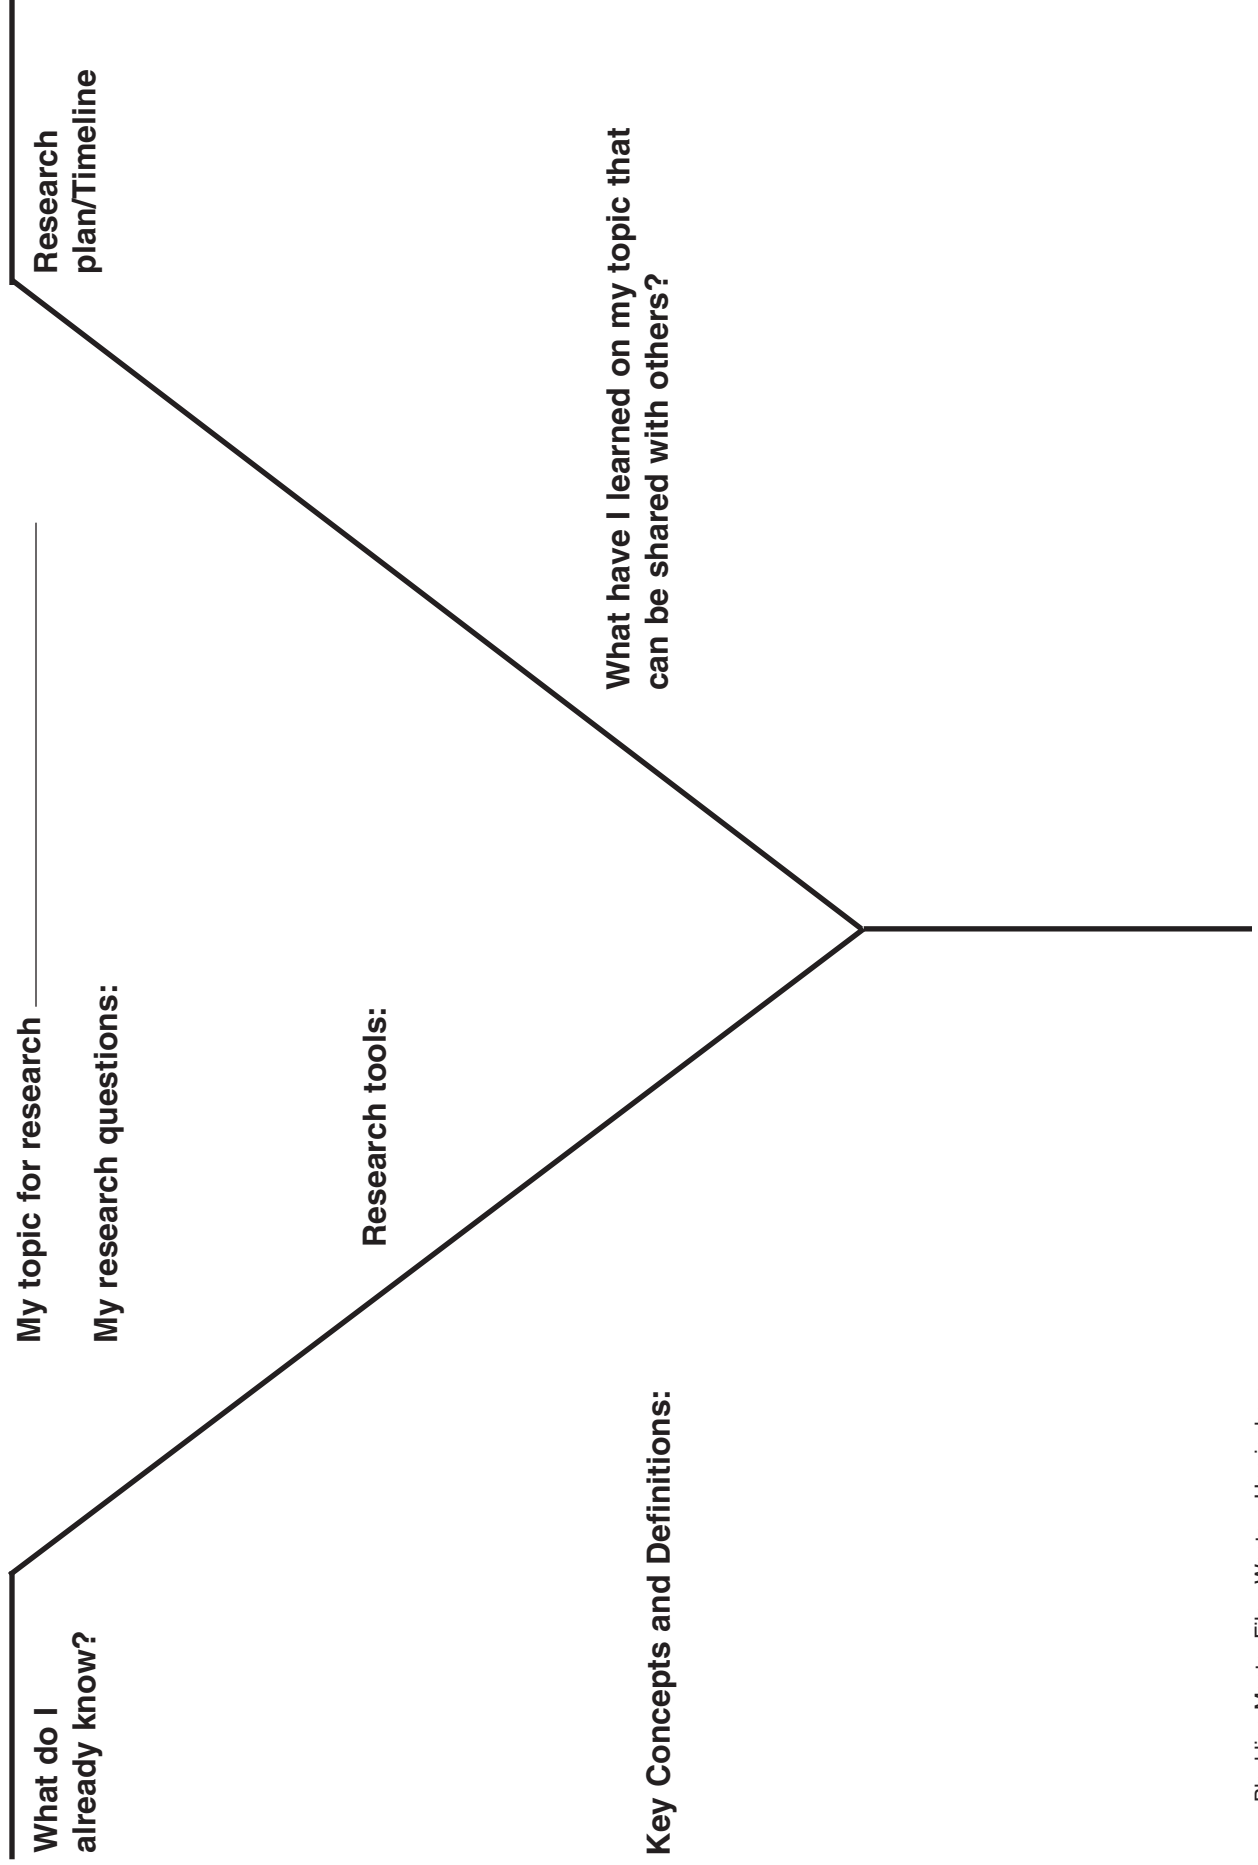 What do I
already know?
My topic for research
My research questions:
Research tools:
Research
plan/Timeline
Key Concepts and Definitions:
What have I learned on my topic that
can be shared with others?